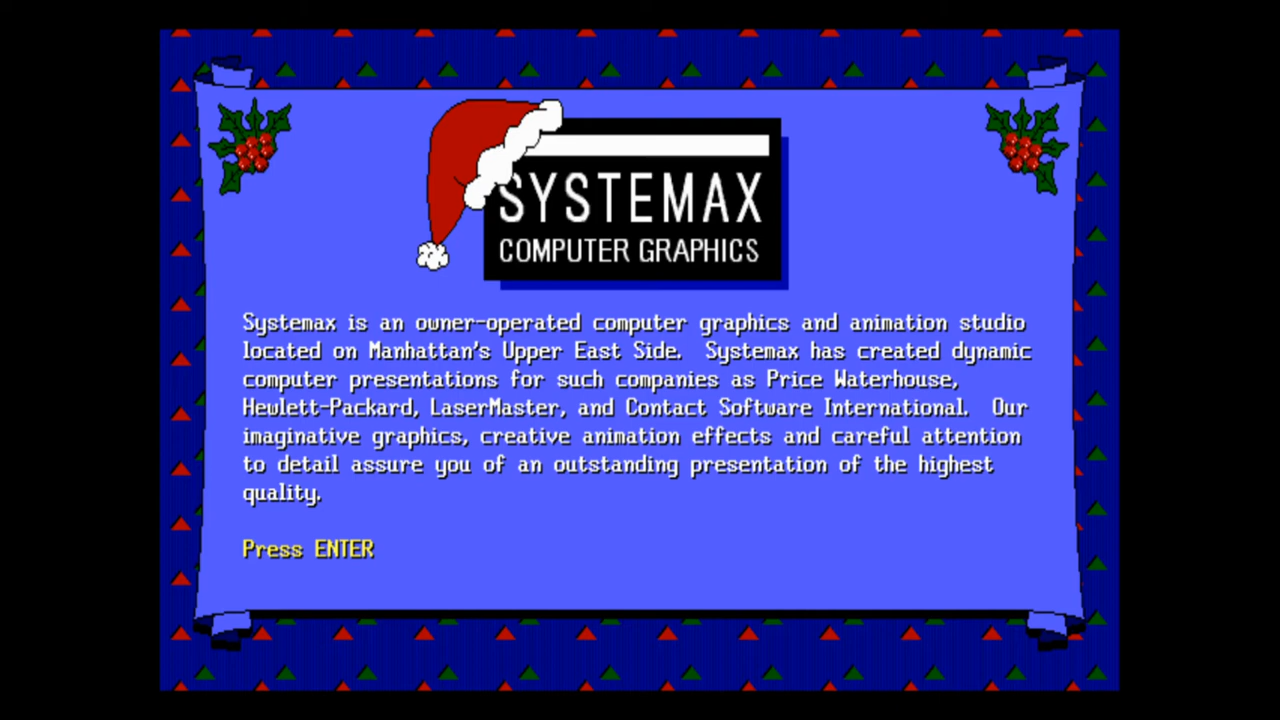 SYSTEMAX
COMPUTER GRAPHICS
Systemax is an owner-operated computer graphics and animation studio
located on Manhattan's Upper East Side.  Systemax has created dynamic
computer presentations for such companies as Price Waterhouse,
Hewlett-Packard, LaserMaster, and Contact Software International.  Our
imaginative graphics, creative animation effects and careful attention
to detail assure you of an outstanding presentation of the highest
quality.
Press ENTER